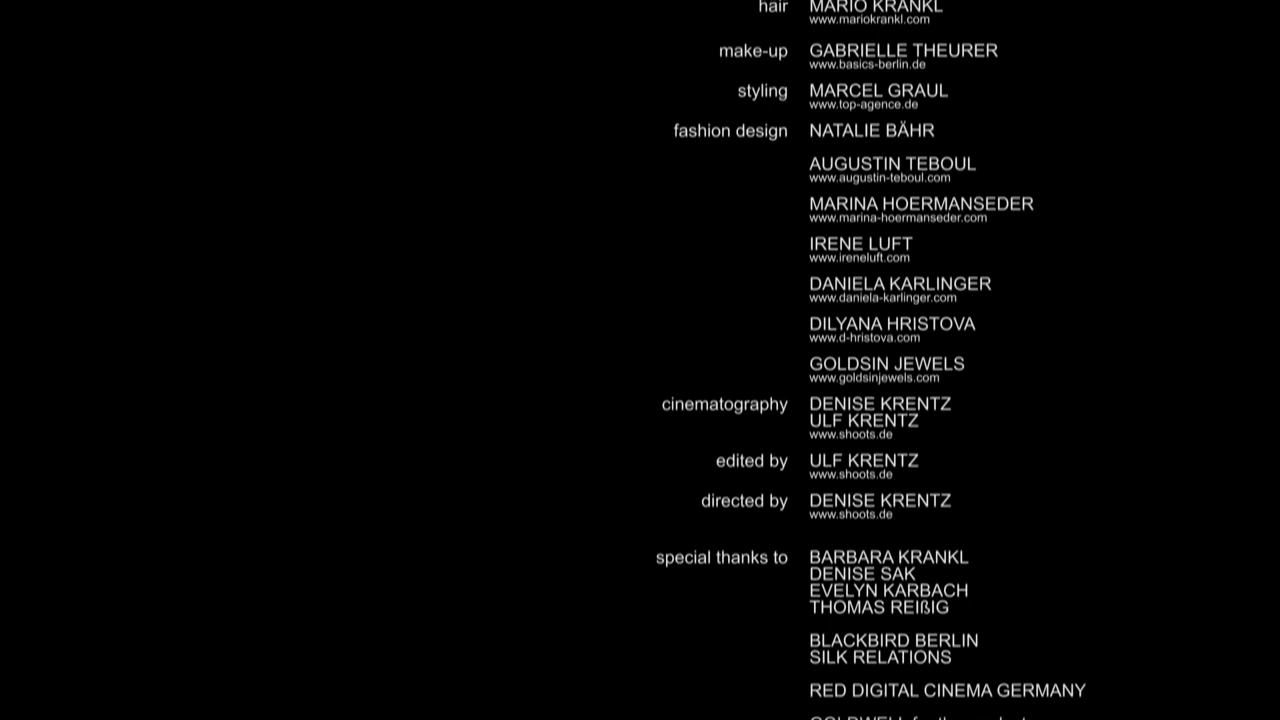 hair MARIO KRANKL
www.mariokrankl.com
make-up GABRIELLE THEURER
www.basics-berlin.de
styling MARCEL GRAUL
www.top-agence.de
fashion design NATALIE BÄHR
AUGUSTIN TEBOUL
www.augustin-teboul.com
MARINA HOERMANSEDER
www.marina-hoermanseder.com
IRENE LUFT
www.ireneluft.com
DANIELA KARLINGER
www.daniela-karlinger.com
DILYANA HRISTOVA
www.d-hristova.com
GOLDSIN JEWELS
www.goldsinjewels.com
cinematography DENISE KRENTZ
ULF KRENTZ
www.shoots.de
edited by ULF KRENTZ
www.shoots.de
directed by DENISE KRENTZ
www.shoots.de
special thanks to BARBARA KRANKL
DENISE SAK
EVELYN KARBACH
THOMAS REIßIG
BLACKBIRD BERLIN
SILK RELATIONS
RED DIGITAL CINEMA GERMANY